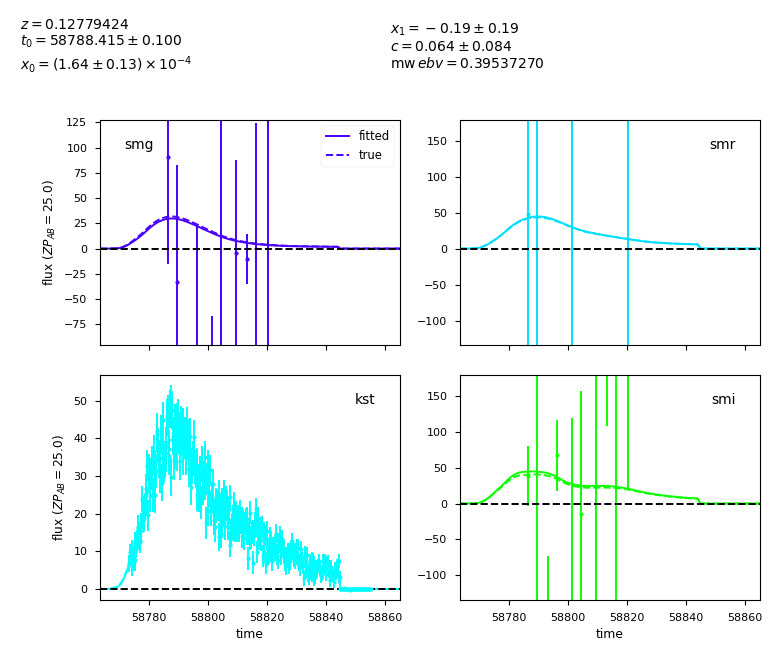 z = 0.12779424
t0 = 58788.415 ± 0.100
x0 = (1.64 ± 0.13) × 10^−4
x1 = −0.19 ± 0.19
c = 0.064 ± 0.084
mw ebv = 0.39537270
smg
fitted
true
125
100
75
50
25
0
−25
−50
−75
flux (ZP_AB = 25.0)
smr
150
100
50
0
−50
−100
kst
50
40
30
20
10
0
flux (ZP_AB = 25.0)
58780 58800 58820 58840 58860
time
smi
150
100
50
0
−50
−100
58780 58800 58820 58840 58860
time